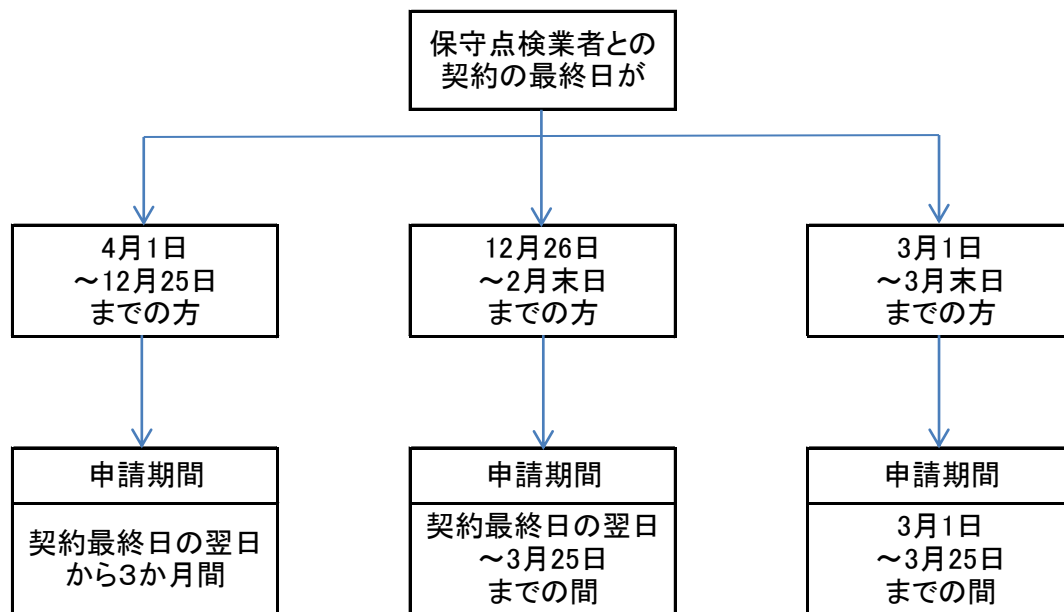 保守点検業者との
契約の最終日が
4月1日
～12月25日
までの方
12月26日
～2月末日
までの方
3月1日
～3月末日
までの方
申請期間
契約最終日の翌日
から３か月間
申請期間
契約最終日の翌日
～3月25日
までの間
申請期間
3月1日
～3月25日
までの間